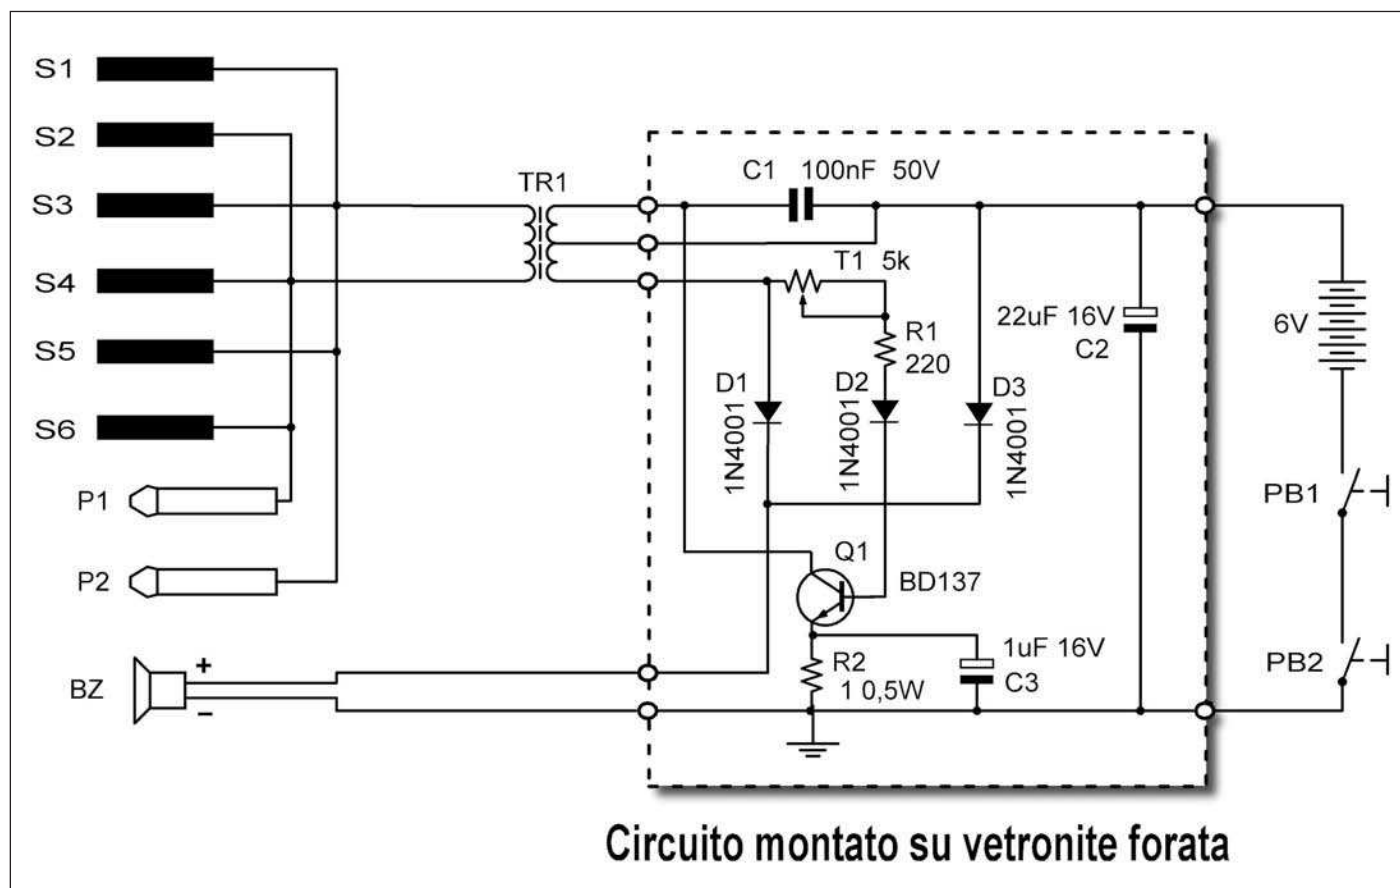 S1
S2
S3
S4
S5
S6
P1
P2
BZ
+
–
TR1
C1 100nF 50V
T1 5k
R1
220
D1
1N4001
D2
1N4001
D3
1N4001
22uF 16V
C2
Q1
BD137
R2
1 0,5W
1uF 16V
C3
6V
PB1
PB2
Circuito montato su vetronite forata